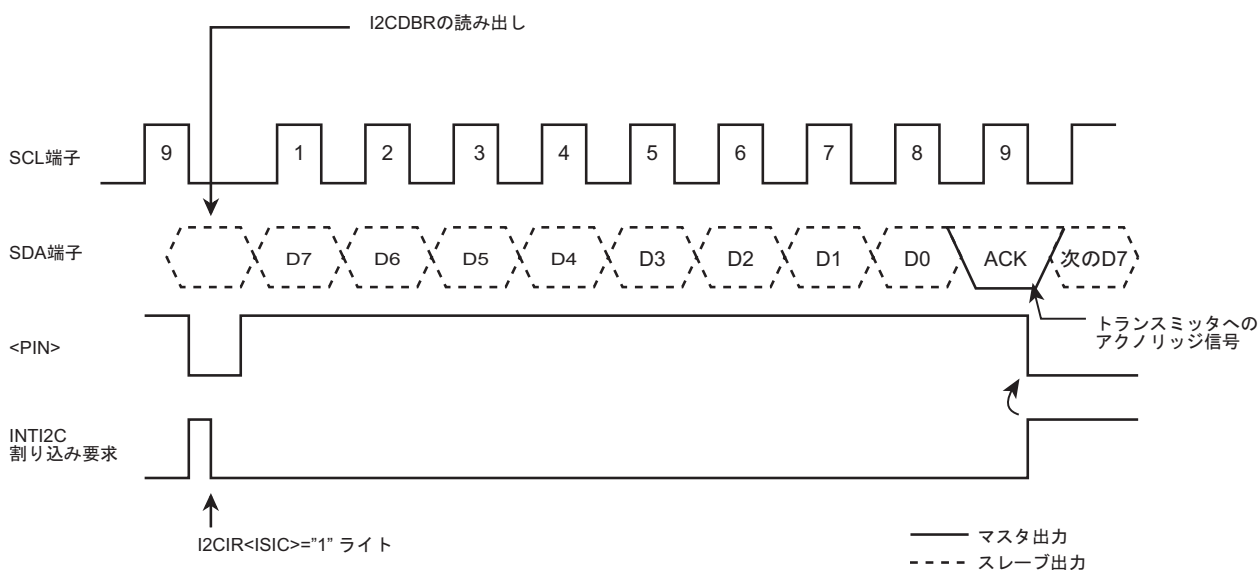 I2CDBRの読み出し
SCL端子
9
1
2
3
4
5
6
7
8
9
SDA端子
D7
D6
D5
D4
D3
D2
D1
D0
ACK
次のD7
トランスミッタへの
アクノリッジ信号
<PIN>
INTI2C
割り込み要求
I2CIR<ISIC>=”1” ライト
マスタ出力
スレーブ出力